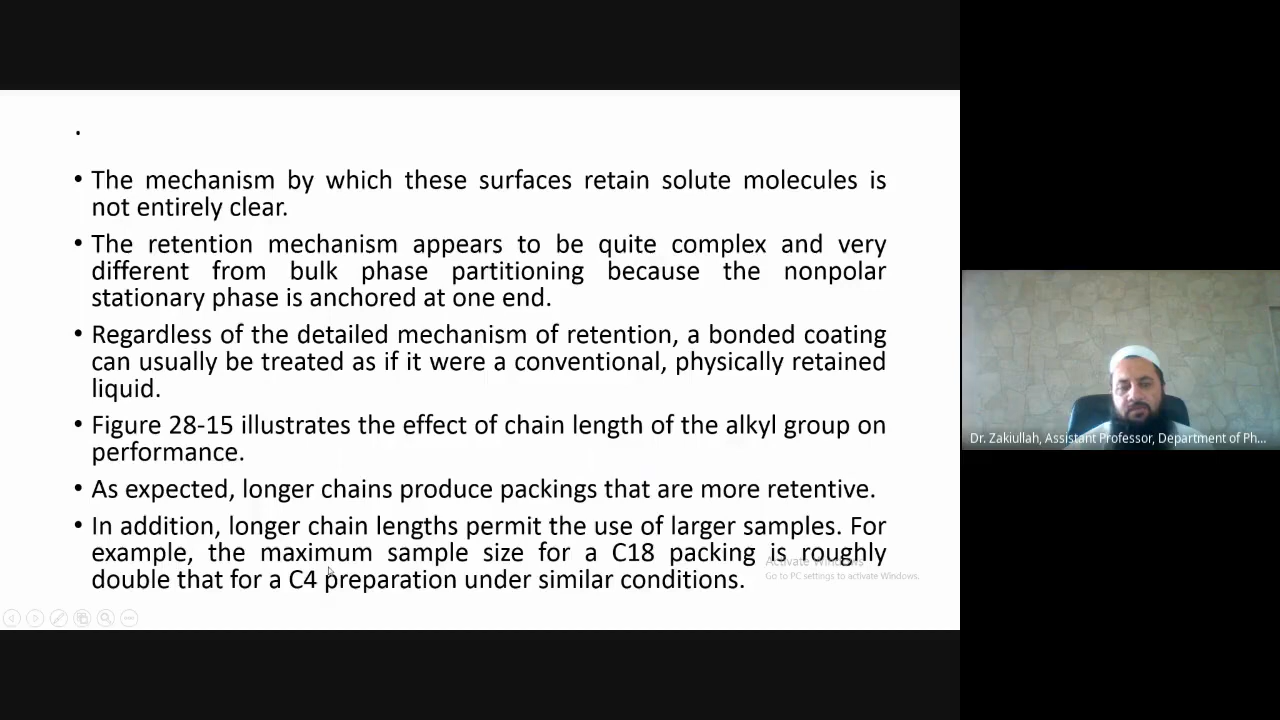 .
• The mechanism by which these surfaces retain solute molecules is
not entirely clear.
• The retention mechanism appears to be quite complex and very
different from bulk phase partitioning because the nonpolar
stationary phase is anchored at one end.
• Regardless of the detailed mechanism of retention, a bonded coating
can usually be treated as if it were a conventional, physically retained
liquid.
• Figure 28-15 illustrates the effect of chain length of the alkyl group on
performance.
• As expected, longer chains produce packings that are more retentive.
• In addition, longer chain lengths permit the use of larger samples. For
example, the maximum sample size for a C18 packing is roughly
double that for a C4 preparation under similar conditions.
Activate Windows
Go to PC settings to activate Windows.
Dr. Zakiullah, Assistant Professor, Department of Ph...